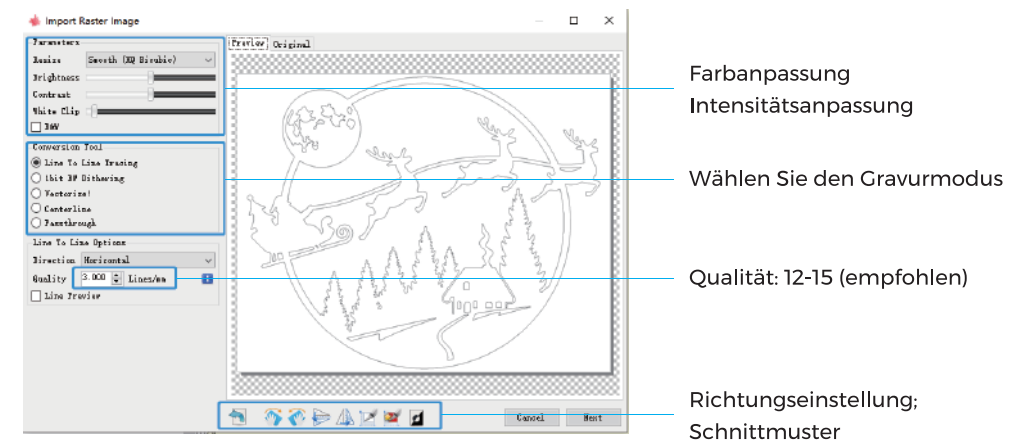 Import Raster Image
Parameters
Resize Smooth (HQ Bicubic)
Brightness
Contrast
White Clip
B&W
Conversion Tool
Line To Line Tracing
1bit BW Dithering
Vectorize!
Centerline
Passthrough
Line To Line Options
Direction Horizontal
Quality 3.000 Lines/mm
Line Preview
Preview Original
Cancel Next
Farbanpassung
Intensitätsanpassung
Wählen Sie den Gravurmodus
Qualität: 12-15 (empfohlen)
Richtungseinstellung;
Schnittmuster